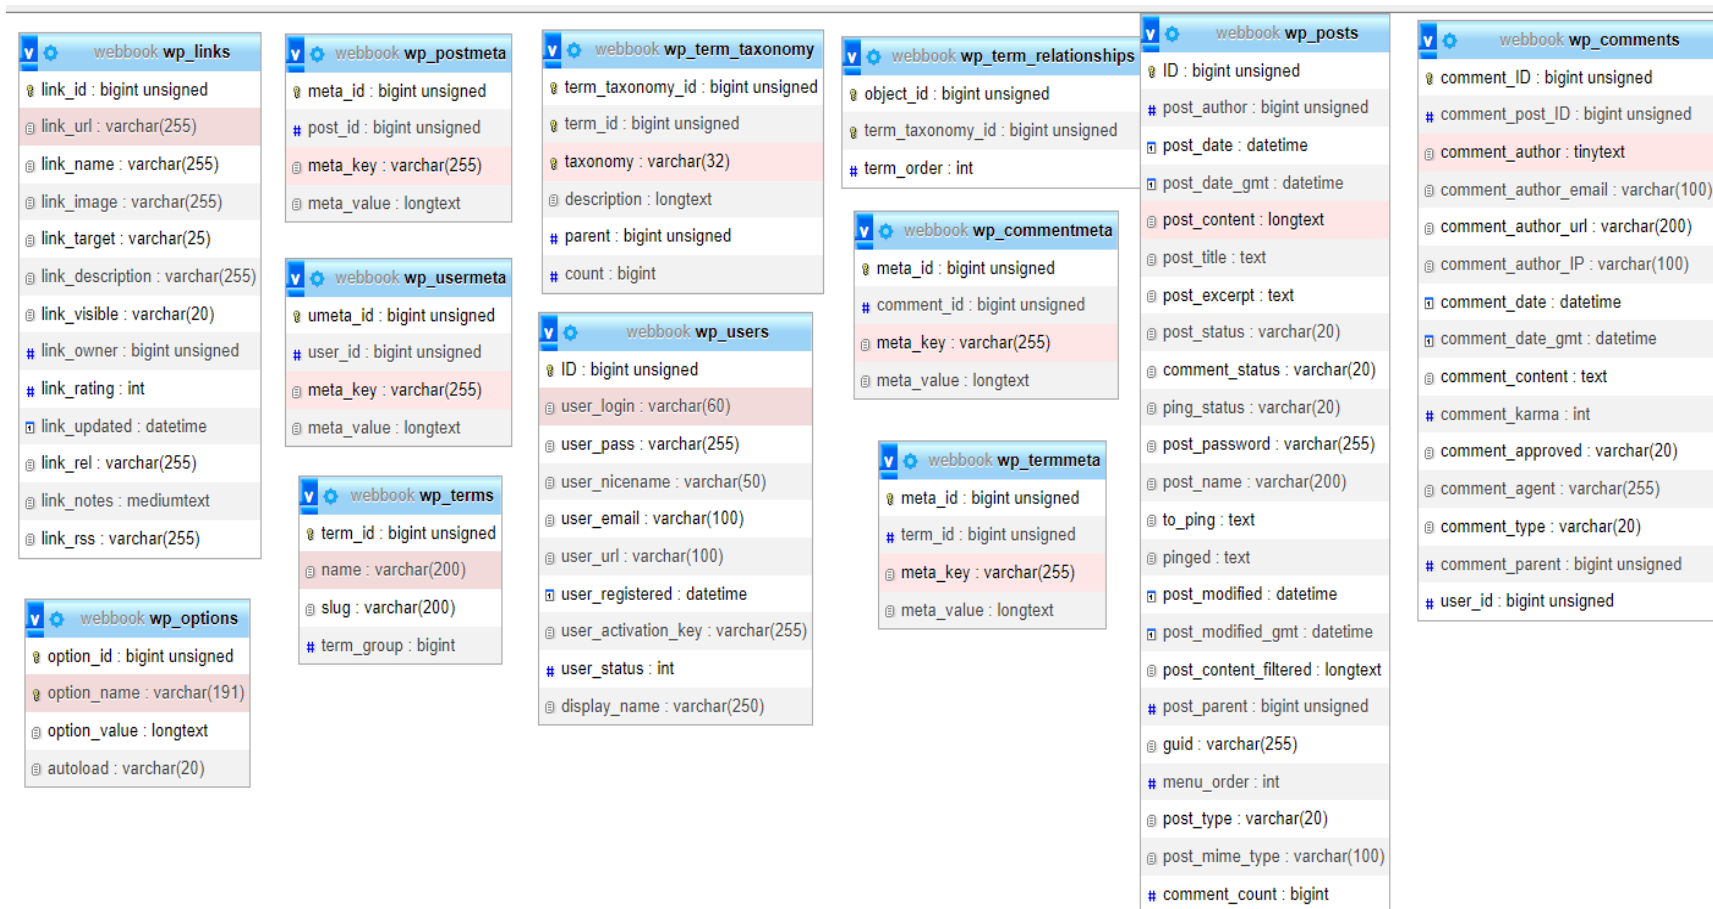 webbook wp_links
link_id : bigint unsigned
link_url : varchar(255)
link_name : varchar(255)
link_image : varchar(255)
link_target : varchar(25)
link_description : varchar(255)
link_visible : varchar(20)
link_owner : bigint unsigned
link_rating : int
link_updated : datetime
link_rel : varchar(255)
link_notes : mediumtext
link_rss : varchar(255)
webbook wp_options
option_id : bigint unsigned
option_name : varchar(191)
option_value : longtext
autoload : varchar(20)
webbook wp_postmeta
meta_id : bigint unsigned
post_id : bigint unsigned
meta_key : varchar(255)
meta_value : longtext
webbook wp_usermeta
umeta_id : bigint unsigned
user_id : bigint unsigned
meta_key : varchar(255)
meta_value : longtext
webbook wp_terms
term_id : bigint unsigned
name : varchar(200)
slug : varchar(200)
term_group : bigint
webbook wp_term_taxonomy
term_taxonomy_id : bigint unsigned
term_id : bigint unsigned
taxonomy : varchar(32)
description : longtext
parent : bigint unsigned
count : bigint
webbook wp_users
ID : bigint unsigned
user_login : varchar(60)
user_pass : varchar(255)
user_nicename : varchar(50)
user_email : varchar(100)
user_url : varchar(100)
user_registered : datetime
user_activation_key : varchar(255)
user_status : int
display_name : varchar(250)
webbook wp_term_relationships
object_id : bigint unsigned
term_taxonomy_id : bigint unsigned
term_order : int
webbook wp_commentmeta
meta_id : bigint unsigned
comment_id : bigint unsigned
meta_key : varchar(255)
meta_value : longtext
webbook wp_termmeta
meta_id : bigint unsigned
term_id : bigint unsigned
meta_key : varchar(255)
meta_value : longtext
webbook wp_posts
ID : bigint unsigned
post_author : bigint unsigned
post_date : datetime
post_date_gmt : datetime
post_content : longtext
post_title : text
post_excerpt : text
post_status : varchar(20)
comment_status : varchar(20)
ping_status : varchar(20)
post_password : varchar(255)
post_name : varchar(200)
to_ping : text
pinged : text
post_modified : datetime
post_modified_gmt : datetime
post_content_filtered : longtext
post_parent : bigint unsigned
guid : varchar(255)
menu_order : int
post_type : varchar(20)
post_mime_type : varchar(100)
comment_count : bigint
webbook wp_comments
comment_ID : bigint unsigned
comment_post_ID : bigint unsigned
comment_author : tinytext
comment_author_email : varchar(100)
comment_author_url : varchar(200)
comment_author_IP : varchar(100)
comment_date : datetime
comment_date_gmt : datetime
comment_content : text
comment_karma : int
comment_approved : varchar(20)
comment_agent : varchar(255)
comment_type : varchar(20)
comment_parent : bigint unsigned
user_id : bigint unsigned